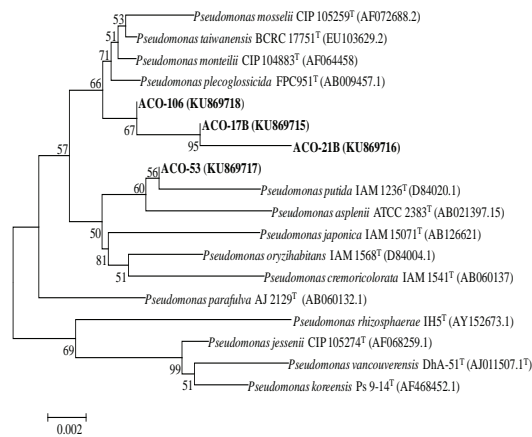 53 Pseudomonas mosselii CIP 105259T (AF072688.2)
51 Pseudomonas taiwanensis BCRC 17751T (EU103629.2)
71 Pseudomonas monteilii CIP 104883T (AF064458)
66 Pseudomonas plecoglossicida FPC951T (AB009457.1)
ACO-106 (KU869718)
67 ACO-17B (KU869715)
95 ACO-21B (KU869716)
57
56 ACO-53 (KU869717)
60 Pseudomonas putida IAM 1236T (D84020.1)
Pseudomonas asplenii ATCC 2383T (AB021397.15)
50 Pseudomonas japonica IAM 15071T (AB126621)
81 Pseudomonas oryzihabitans IAM 1568T (D84004.1)
51 Pseudomonas cremoricolorata IAM 1541T (AB060137)
Pseudomonas parafulva AJ 2129T (AB060132.1)
Pseudomonas rhizosphaerae IH5T (AY152673.1)
69 Pseudomonas jessenii CIP 105274T (AF068259.1)
99 Pseudomonas vancouverensis DhA-51T (AJ011507.1T)
51 Pseudomonas koreensis Ps 9-14T (AF468452.1)
0.002